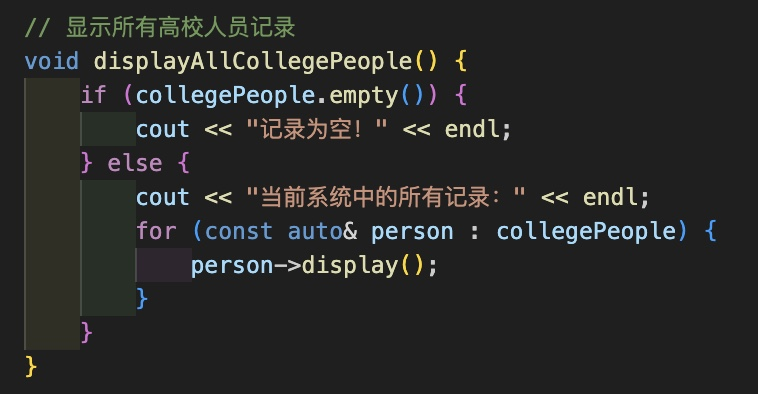 // 显示所有高校人员记录
void displayAllCollegePeople() {
    if (collegePeople.empty()) {
        cout << "记录为空！" << endl;
    } else {
        cout << "当前系统中的所有记录：" << endl;
        for (const auto& person : collegePeople) {
            person->display();
        }
    }
}